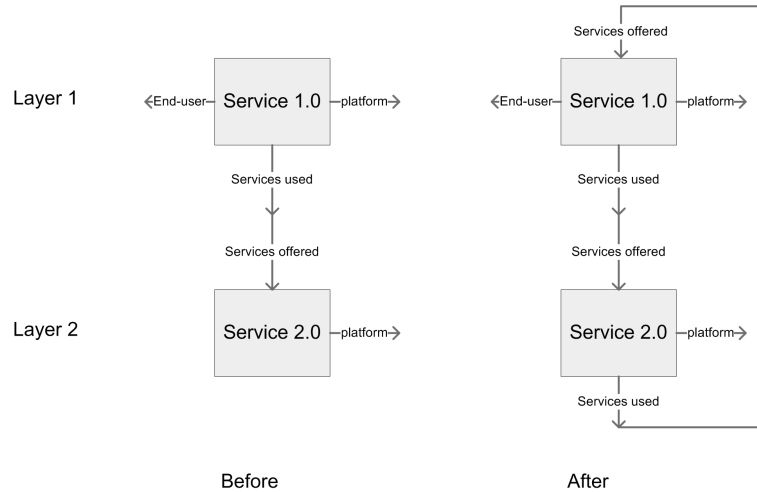 Services offered
Layer 1
End-user
Service 1.0
platform
End-user
Service 1.0
platform
Services used
Services used
Services offered
Services offered
Layer 2
Service 2.0
platform
Service 2.0
platform
Services used
Before
After